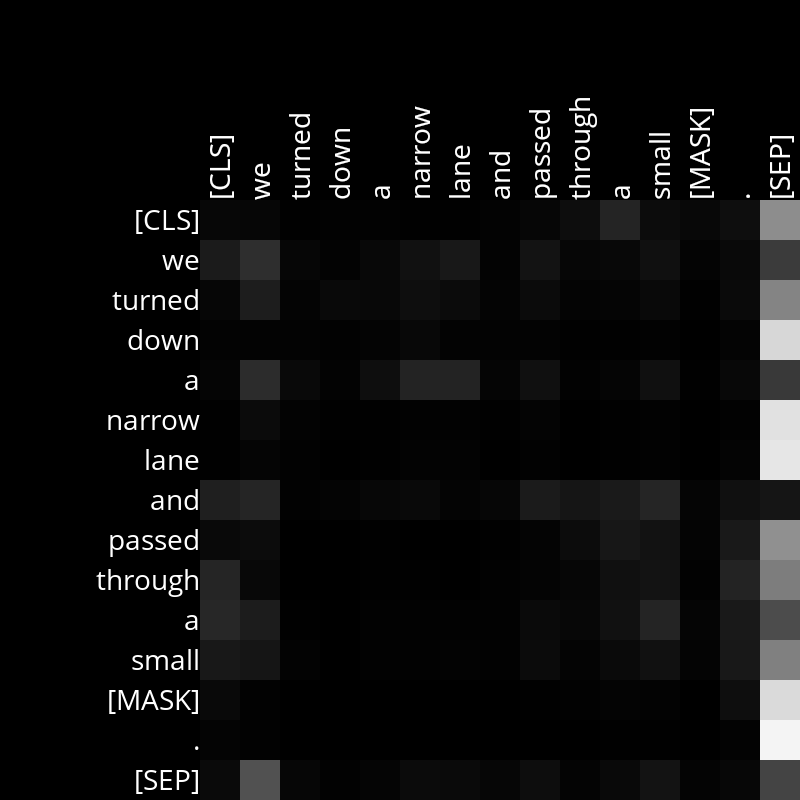 [CLS] we turned down a narrow lane and passed through a small [MASK] . [SEP]
[CLS]
we
turned
down
a
narrow
lane
and
passed
through
a
small
[MASK]
.
[SEP]